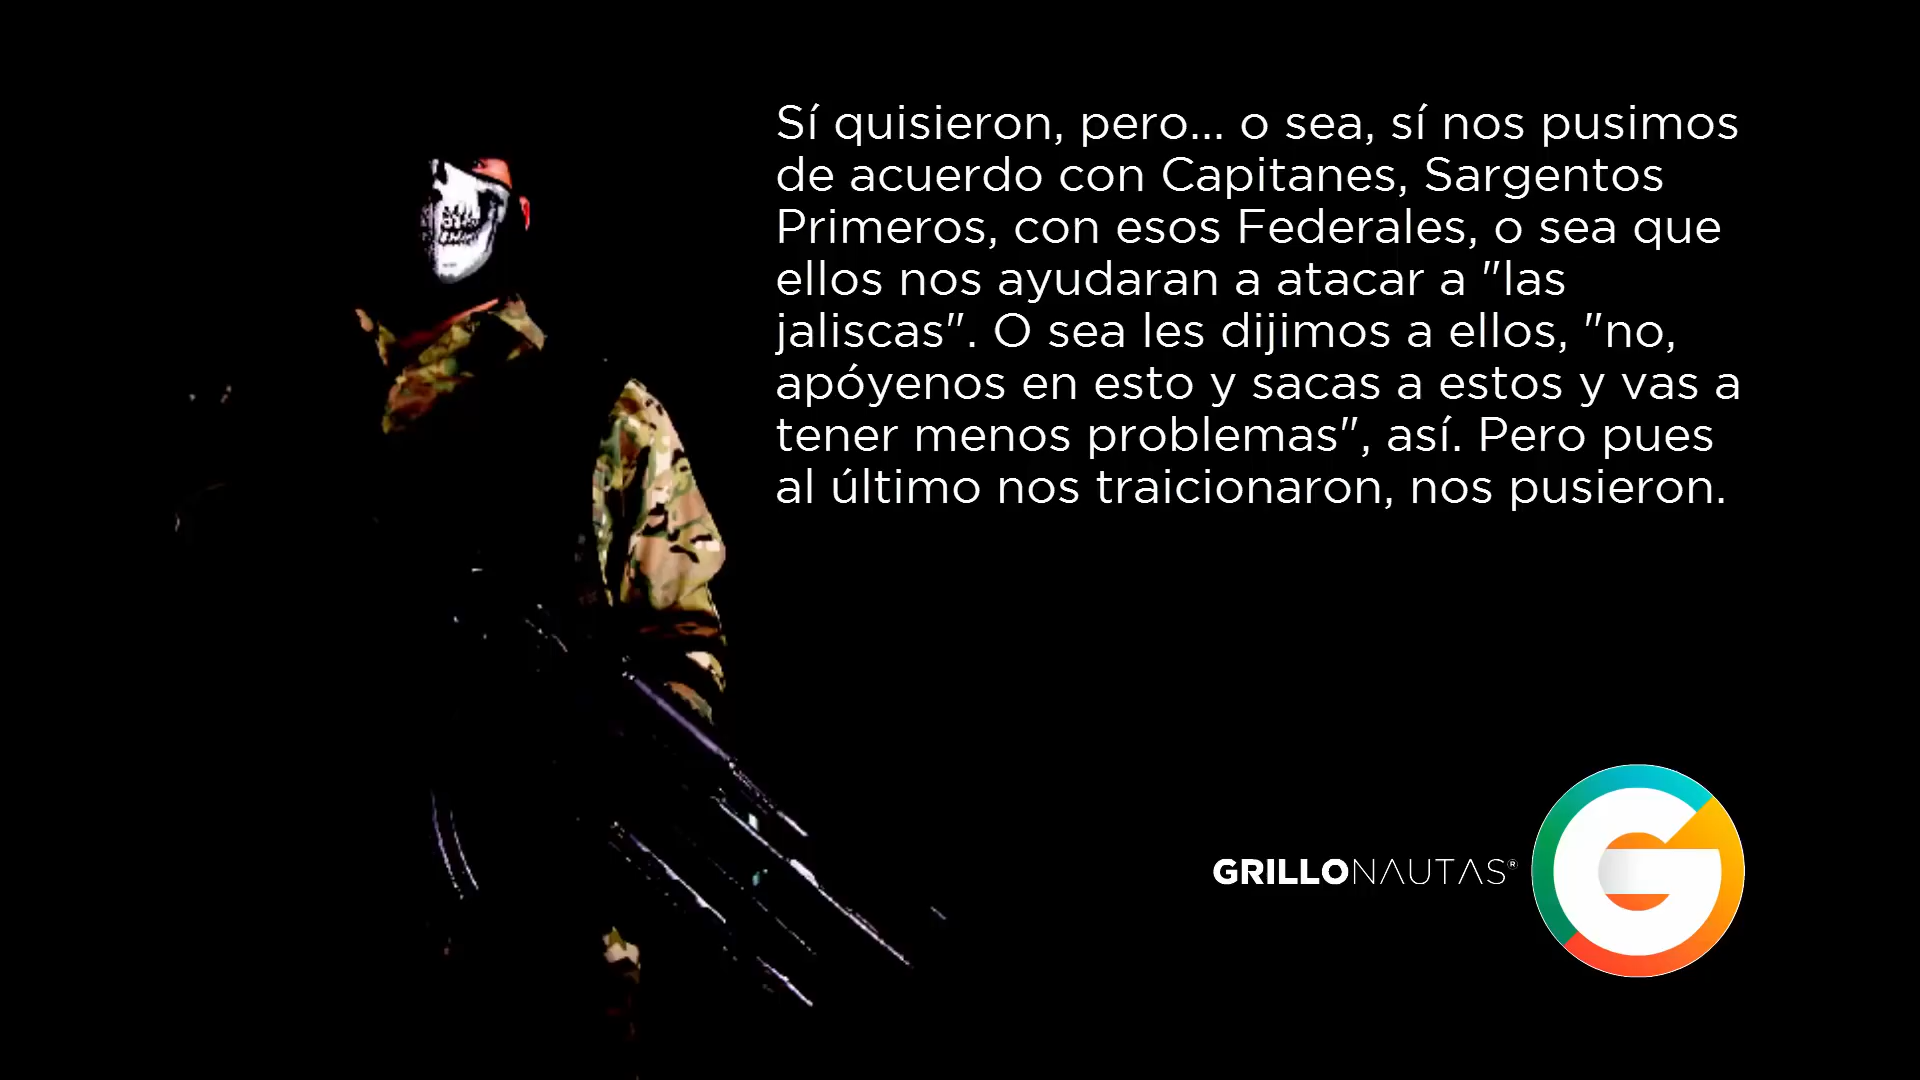 Sí quisieron, pero... o sea, sí nos pusimos
de acuerdo con Capitanes, Sargentos
Primeros, con esos Federales, o sea que
ellos nos ayudaran a atacar a "las
jaliscas". O sea les dijimos a ellos, "no,
apóyenos en esto y sacas a estos y vas a
tener menos problemas", así. Pero pues
al último nos traicionaron, nos pusieron.
GRILLONAUTAS®